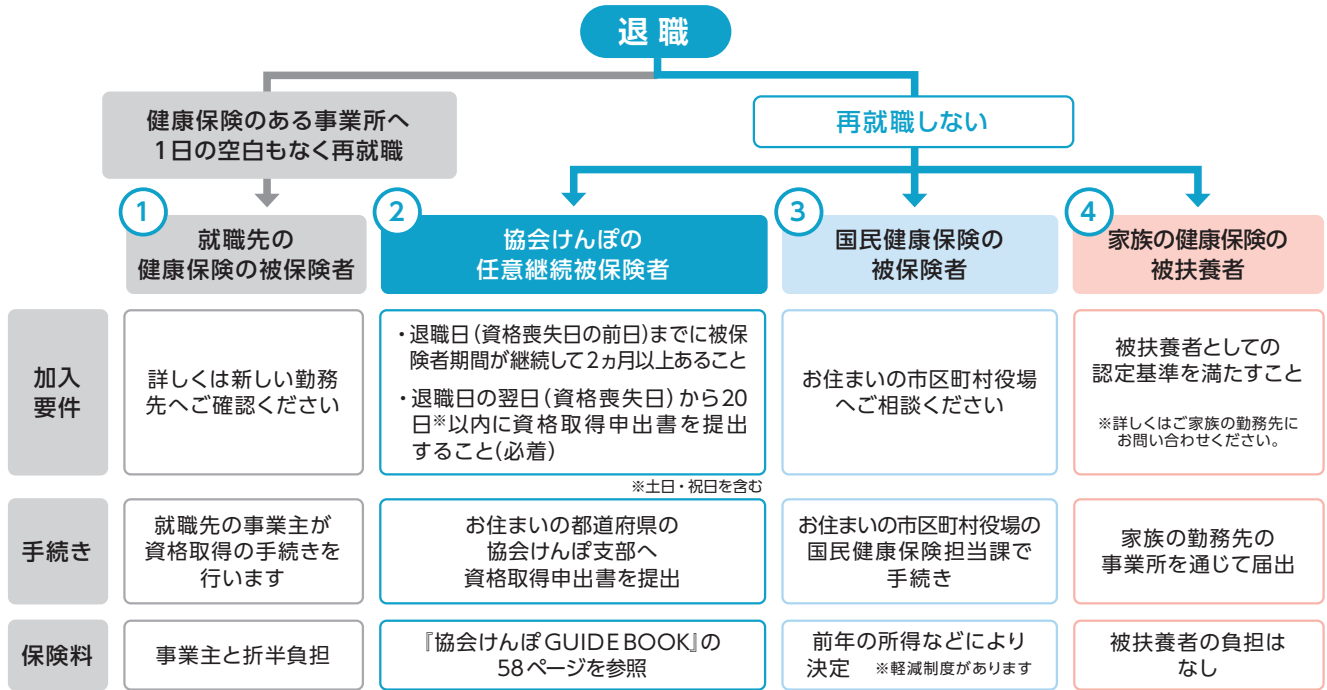 退職
健康保険のある事業所へ
1日の空白もなく再就職
再就職しない
1
就職先の
健康保険の被保険者
2
協会けんぽの
任意継続被保険者
3
国民健康保険の
被保険者
4
家族の健康保険の
被扶養者
加入
要件
詳しくは新しい勤務
先へご確認ください
・退職日(資格喪失日の前日)までに被保
険者期間が継続して2ヵ月以上あること
・退職日の翌日(資格喪失日)から20
日※以内に資格取得申出書を提出
すること(必着)
※土日・祝日を含む
お住まいの市区町村役場
へご相談ください
被扶養者としての
認定基準を満たすこと
※詳しくはご家族の勤務先に
お問い合わせください。
手続き
就職先の事業主が
資格取得の手続きを
行います
お住まいの都道府県の
協会けんぽ支部へ
資格取得申出書を提出
お住まいの市区町村役場の
国民健康保険担当課で
手続き
家族の勤務先の
事業所を通じて届出
保険料
事業主と折半負担
『協会けんぽGUIDE BOOK』の
58ページを参照
前年の所得などにより
決定 ※軽減制度があります
被扶養者の負担は
なし